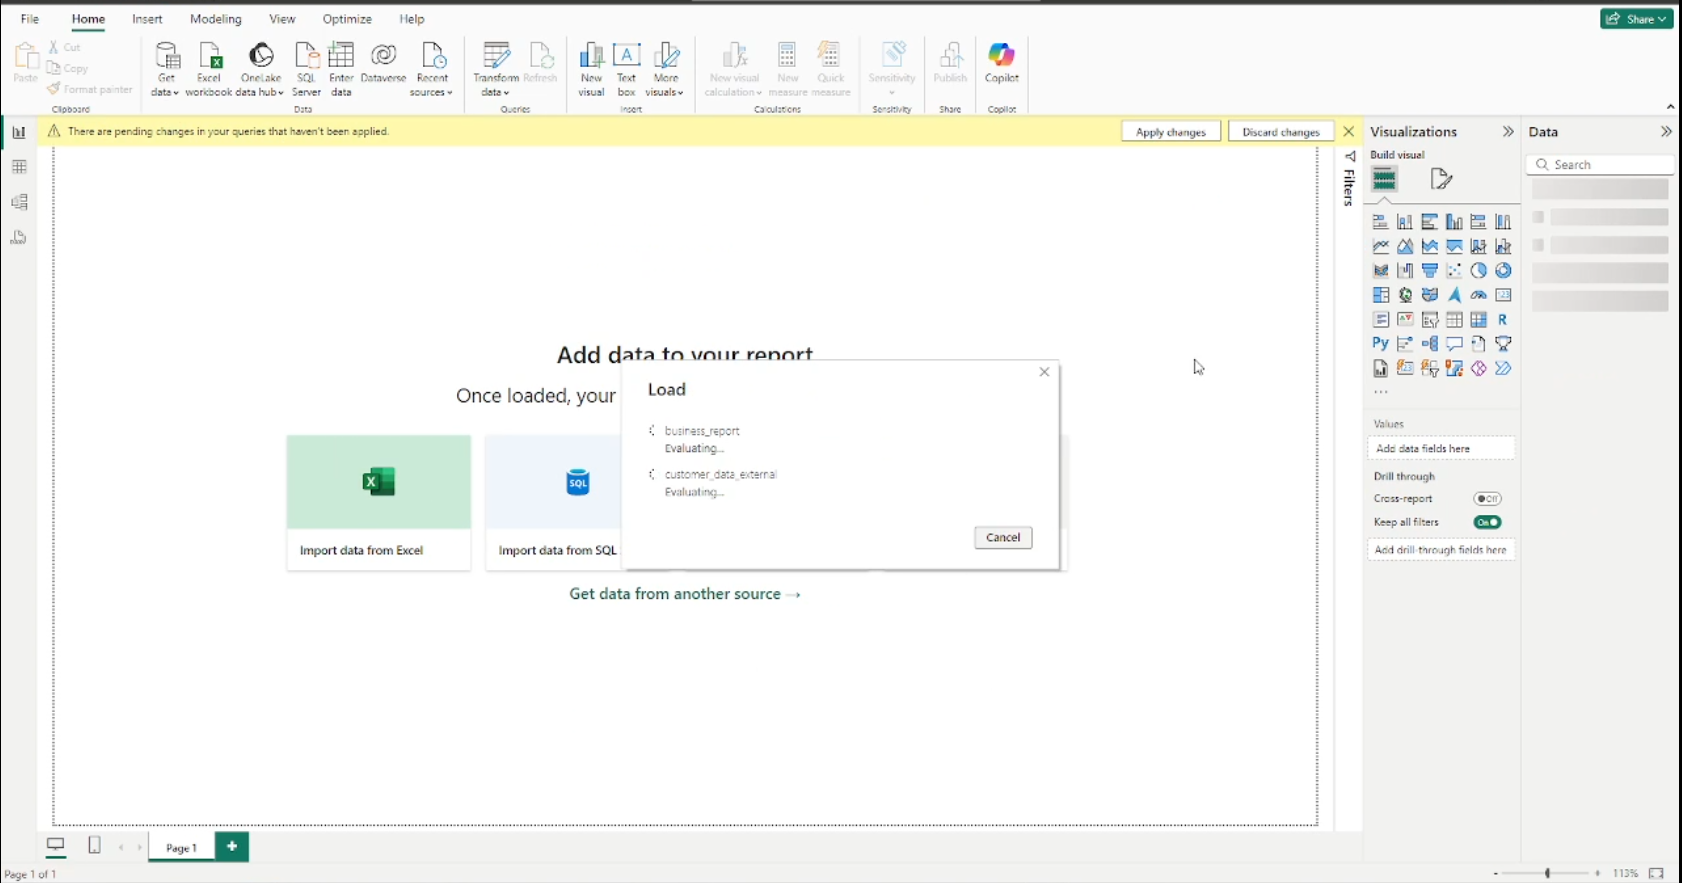 File Home Insert Modeling View Optimize Help
Share
Paste
Cut
Copy
Format painter
Clipboard
Get data
Excel workbook
OneLake data hub
SQL Server
Enter data
Dataverse
Recent sources
Data
Transform data
Refresh
Queries
New visual
Text box
More visuals
Insert
New visual calculation
New measure
Quick measure
Calculations
Sensitivity
Sensitivity
Publish
Share
Copilot
Copilot
There are pending changes in your queries that haven't been applied.
Apply changes
Discard changes
Filters
Visualizations
Build visual
Data
Search
Add data to your report
Once loaded, your
Load
business_report
Evaluating...
customer_data_external
Evaluating...
Cancel
Import data from Excel
SQL
Import data from SQL
Get data from another source →
123
R
Py
...
Values
Add data fields here
Drill through
Cross-report
Off
Keep all filters
On
Add drill-through fields here
Page 1
+
Page 1 of 1
- + 113%